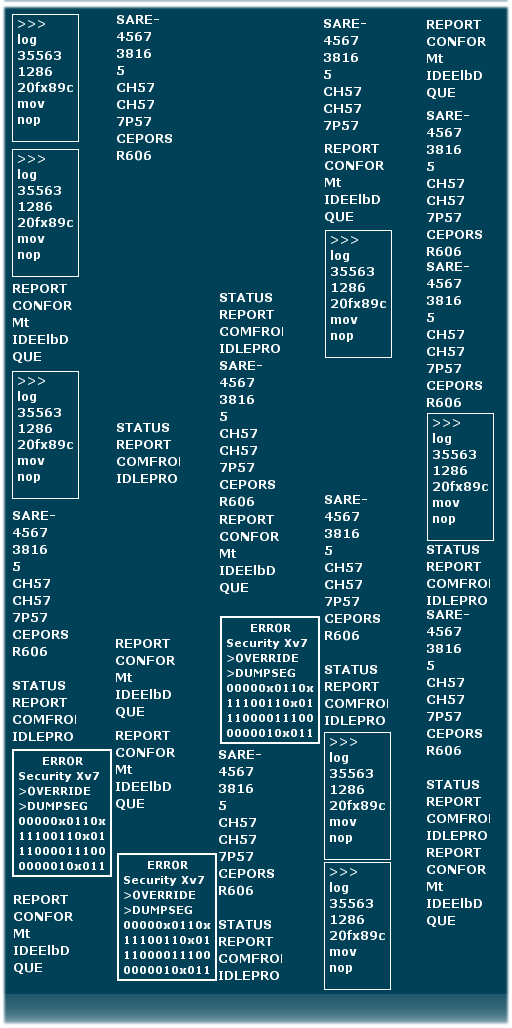 >>>
log
35563
1286
20fx89c
mov
nop
>>>
log
35563
1286
20fx89c
mov
nop
REPORT
CONFOR
Mt
IDEElbD
QUE
>>>
log
35563
1286
20fx89c
mov
nop
SARE-
4567
3816
5
CH57
CH57
7P57
CEPORS
R606
STATUS
REPORT
COMFROI
IDLEPRO
ERROR
Security Xv7
>OVERRIDE
>DUMPSEG
00000x0110x
11100110x01
11000011100
0000010x011
REPORT
CONFOR
Mt
IDEElbD
QUE
SARE-
4567
3816
5
CH57
CH57
7P57
CEPORS
R606
STATUS
REPORT
COMFROI
IDLEPRO
REPORT
CONFOR
Mt
IDEElbD
QUE
REPORT
CONFOR
Mt
IDEElbD
QUE
ERROR
Security Xv7
>OVERRIDE
>DUMPSEG
00000x0110x
11100110x01
11000011100
0000010x011
STATUS
REPORT
COMFROI
IDLEPRO
SARE-
4567
3816
5
CH57
CH57
7P57
CEPORS
R606
REPORT
CONFOR
Mt
IDEElbD
QUE
ERROR
Security Xv7
>OVERRIDE
>DUMPSEG
00000x0110x
11100110x01
11000011100
0000010x011
SARE-
4567
3816
5
CH57
CH57
7P57
CEPORS
R606
STATUS
REPORT
COMFROI
IDLEPRO
SARE-
4567
3816
5
CH57
CH57
7P57
REPORT
CONFOR
Mt
IDEElbD
QUE
>>>
log
35563
1286
20fx89c
mov
nop
SARE-
4567
3816
5
CH57
CH57
7P57
CEPORS
R606
STATUS
REPORT
COMFROI
IDLEPRO
>>>
log
35563
1286
20fx89c
mov
nop
>>>
log
35563
1286
20fx89c
mov
nop
REPORT
CONFOR
Mt
IDEElbD
QUE
SARE-
4567
3816
5
CH57
CH57
7P57
CEPORS
R606
SARE-
4567
3816
5
CH57
CH57
7P57
CEPORS
R606
>>>
log
35563
1286
20fx89c
mov
nop
STATUS
REPORT
COMFROI
IDLEPRO
SARE-
4567
3816
5
CH57
CH57
7P57
CEPORS
R606
STATUS
REPORT
COMFROI
IDLEPRO
REPORT
CONFOR
Mt
IDEElbD
QUE